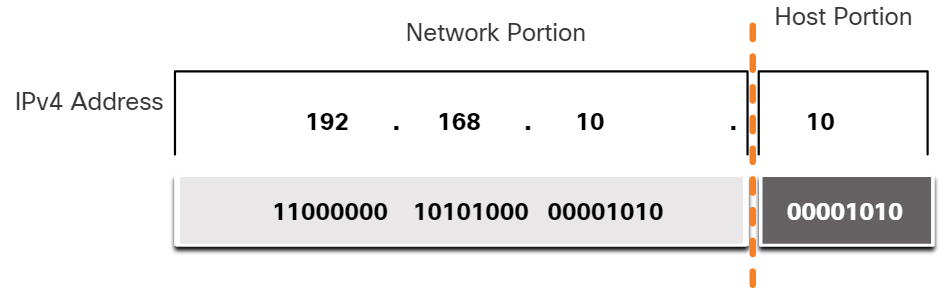 Host Portion
Network Portion
IPv4 Address
192 . 168 . 10 . 10
11000000 10101000 00001010 00001010